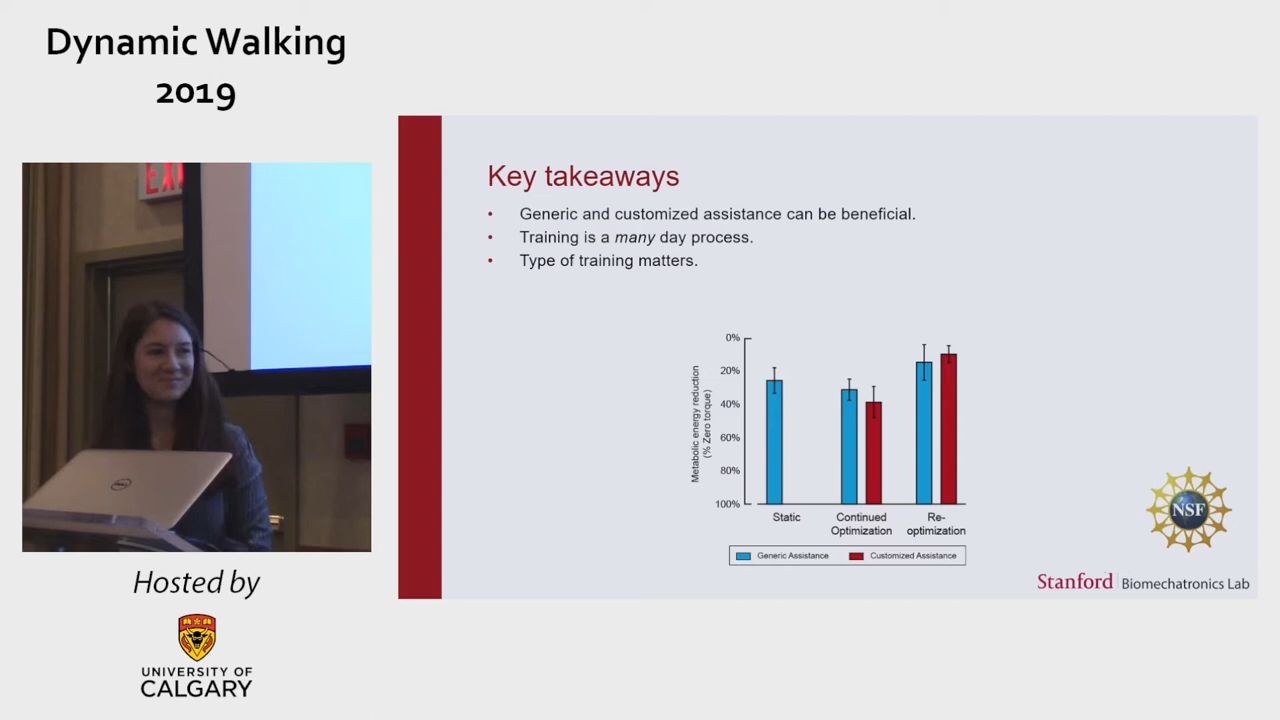 Dynamic Walking
2019
EXI
DELL
Hosted by
UNIVERSITY OF
CALGARY
Key takeaways
• Generic and customized assistance can be beneficial.
• Training is a many day process.
• Type of training matters.
Metabolic energy reduction
(% Zero torque)
0%
20%
40%
60%
80%
100%
Static
Continued
Optimization
Re-
optimization
Generic Assistance
Customized Assistance
NSF
Stanford Biomechatronics Lab